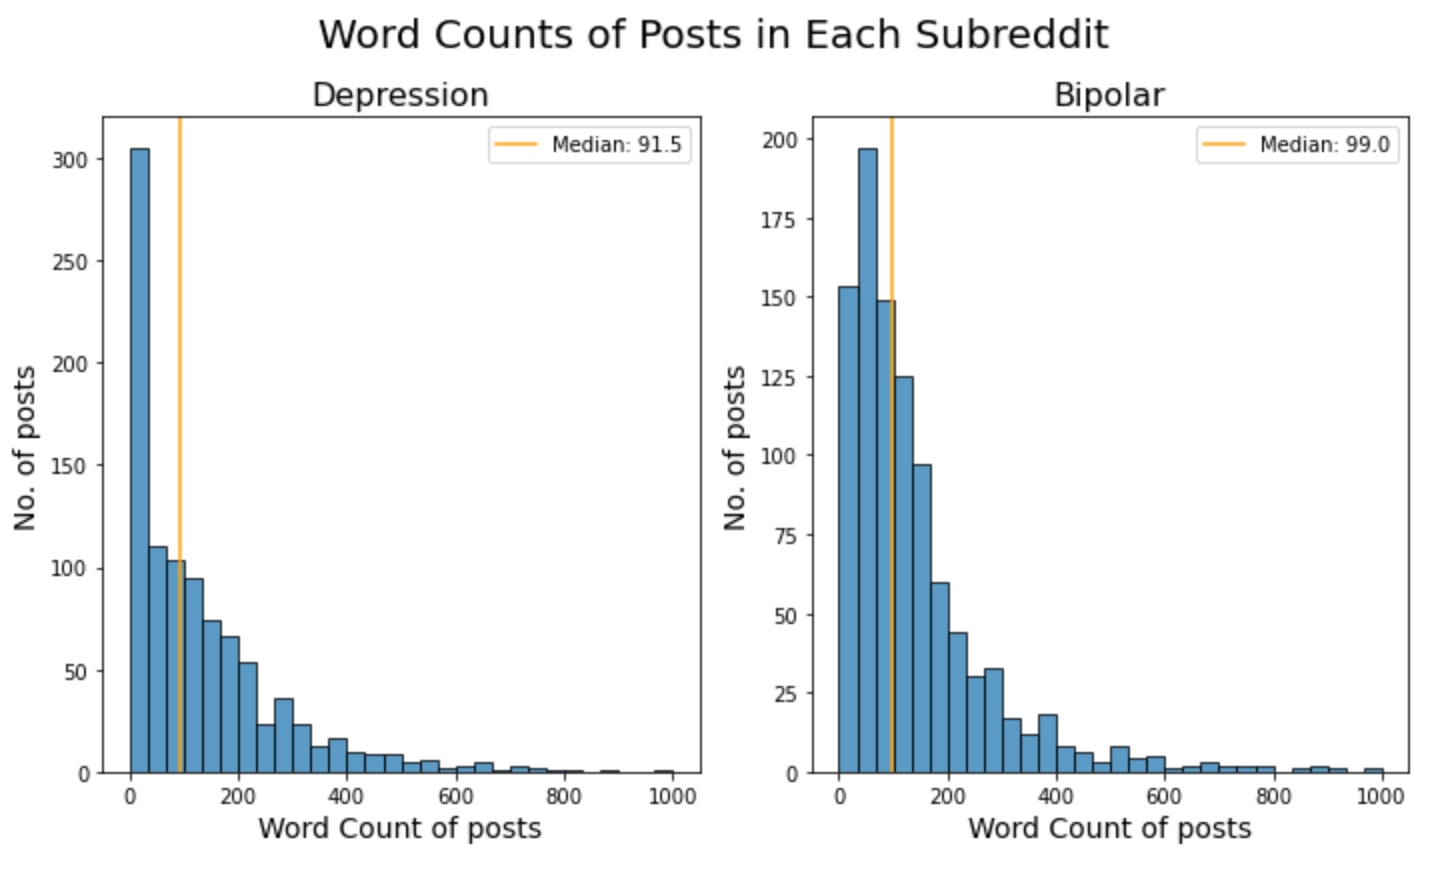 Word Counts of Posts in Each Subreddit
Depression
Median: 91.5
300
250
200
150
100
50
0
No. of posts
0 200 400 600 800 1000
Word Count of posts
Bipolar
Median: 99.0
200
175
150
125
100
75
50
25
0
No. of posts
0 200 400 600 800 1000
Word Count of posts